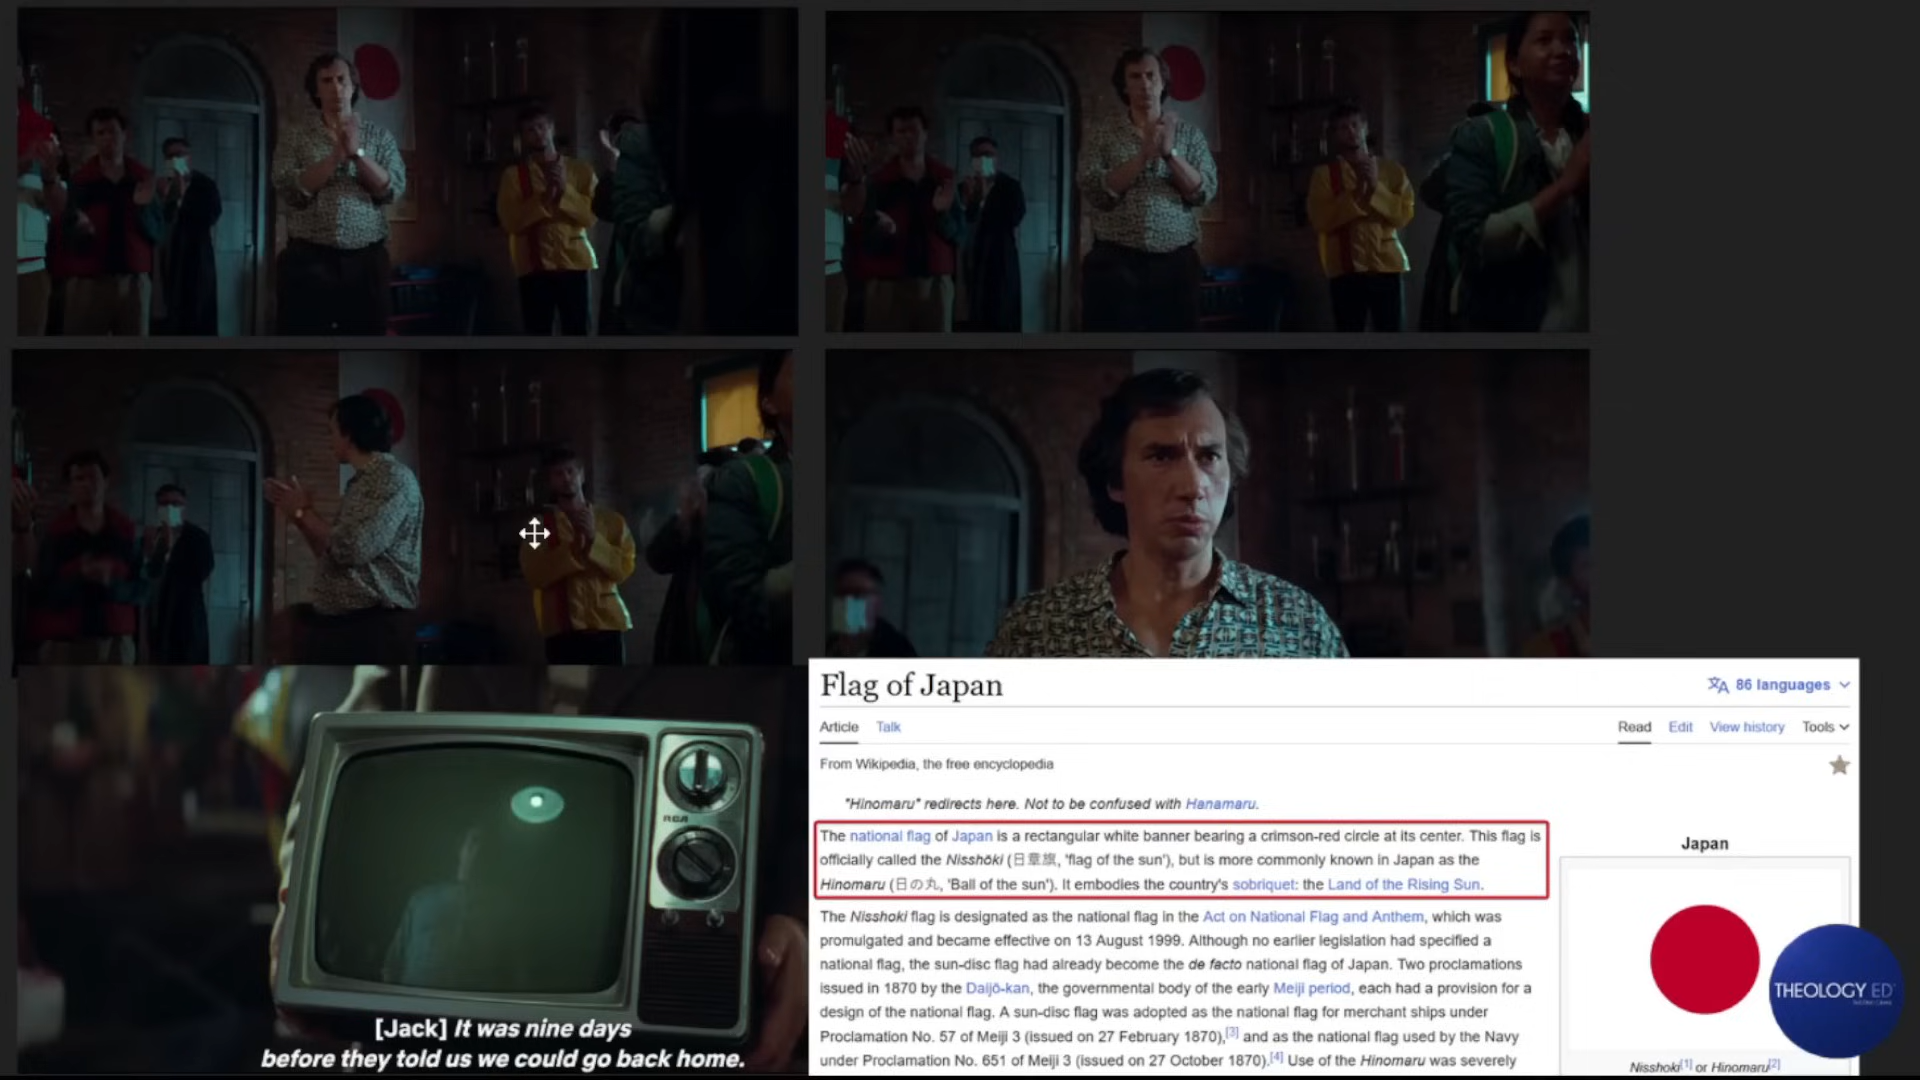 RCA
[Jack] It was nine days
before they told us we could go back home.
Flag of Japan
86 languages
Article Talk
Read Edit View history Tools
From Wikipedia, the free encyclopedia
"Hinomaru" redirects here. Not to be confused with Hanamaru.
The national flag of Japan is a rectangular white banner bearing a crimson-red circle at its center. This flag is
officially called the Nisshōki (日章旗, 'flag of the sun'), but is more commonly known in Japan as the
Hinomaru (日の丸, 'Ball of the sun'). It embodies the country's sobriquet: the Land of the Rising Sun.
The Nisshoki flag is designated as the national flag in the Act on National Flag and Anthem, which was
promulgated and became effective on 13 August 1999. Although no earlier legislation had specified a
national flag, the sun-disc flag had already become the de facto national flag of Japan. Two proclamations
issued in 1870 by the Daijō-kan, the governmental body of the early Meiji period, each had a provision for a
design of the national flag. A sun-disc flag was adopted as the national flag for merchant ships under
Proclamation No. 57 of Meiji 3 (issued on 27 February 1870),[3] and as the national flag used by the Navy
under Proclamation No. 651 of Meiji 3 (issued on 27 October 1870).[4] Use of the Hinomaru was severely
Japan
Nisshoki[1] or Hinomaru[2]
THEOLOGY ED